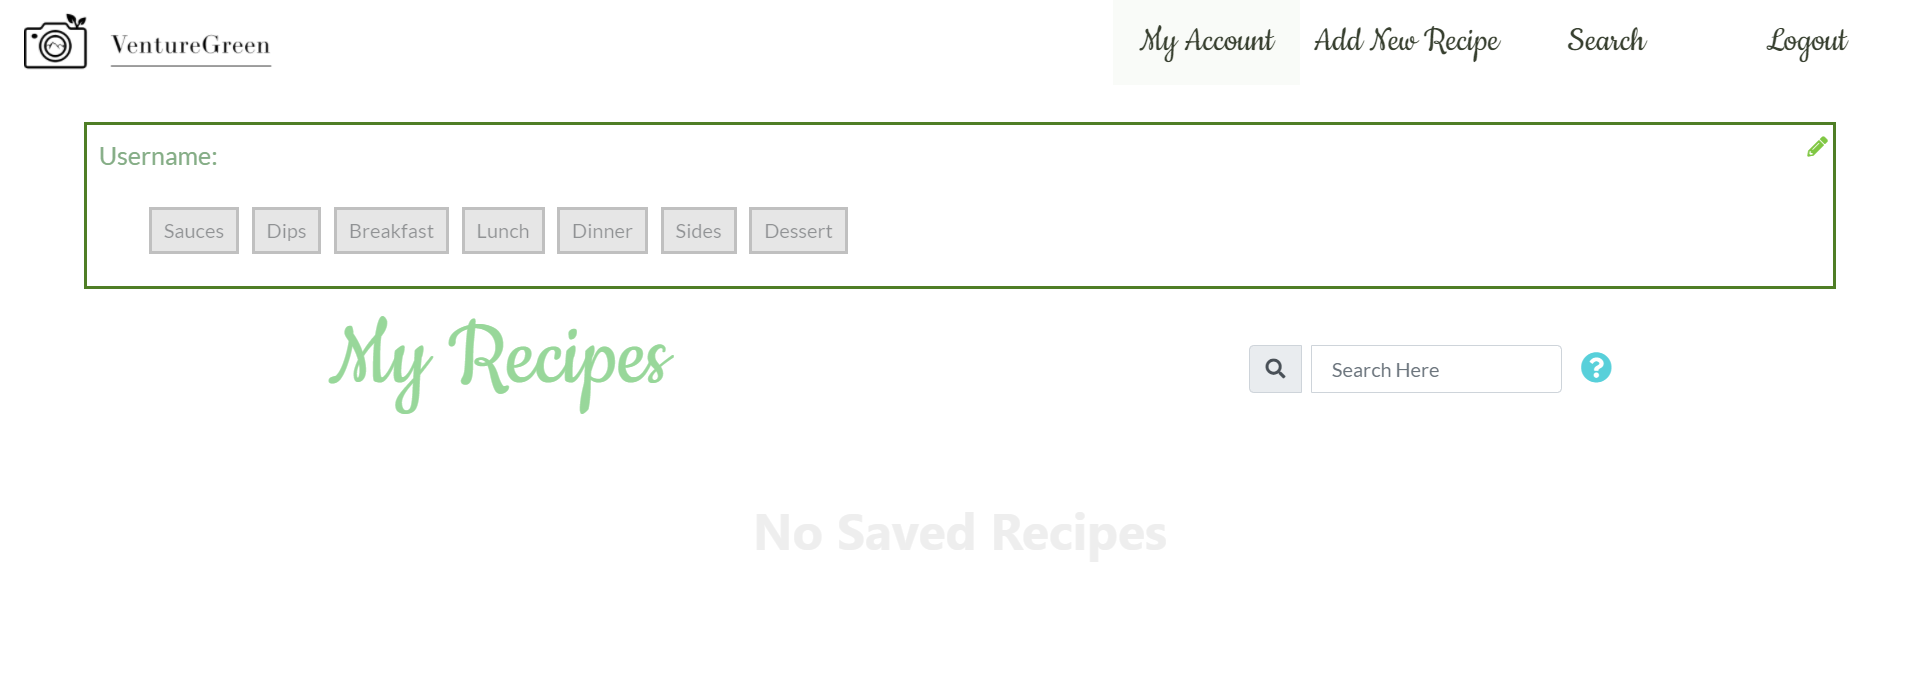 VentureGreen
My Account Add New Recipe Search Logout
Username:
Sauces Dips Breakfast Lunch Dinner Sides Dessert
My Recipes
Search Here
?
No Saved Recipes